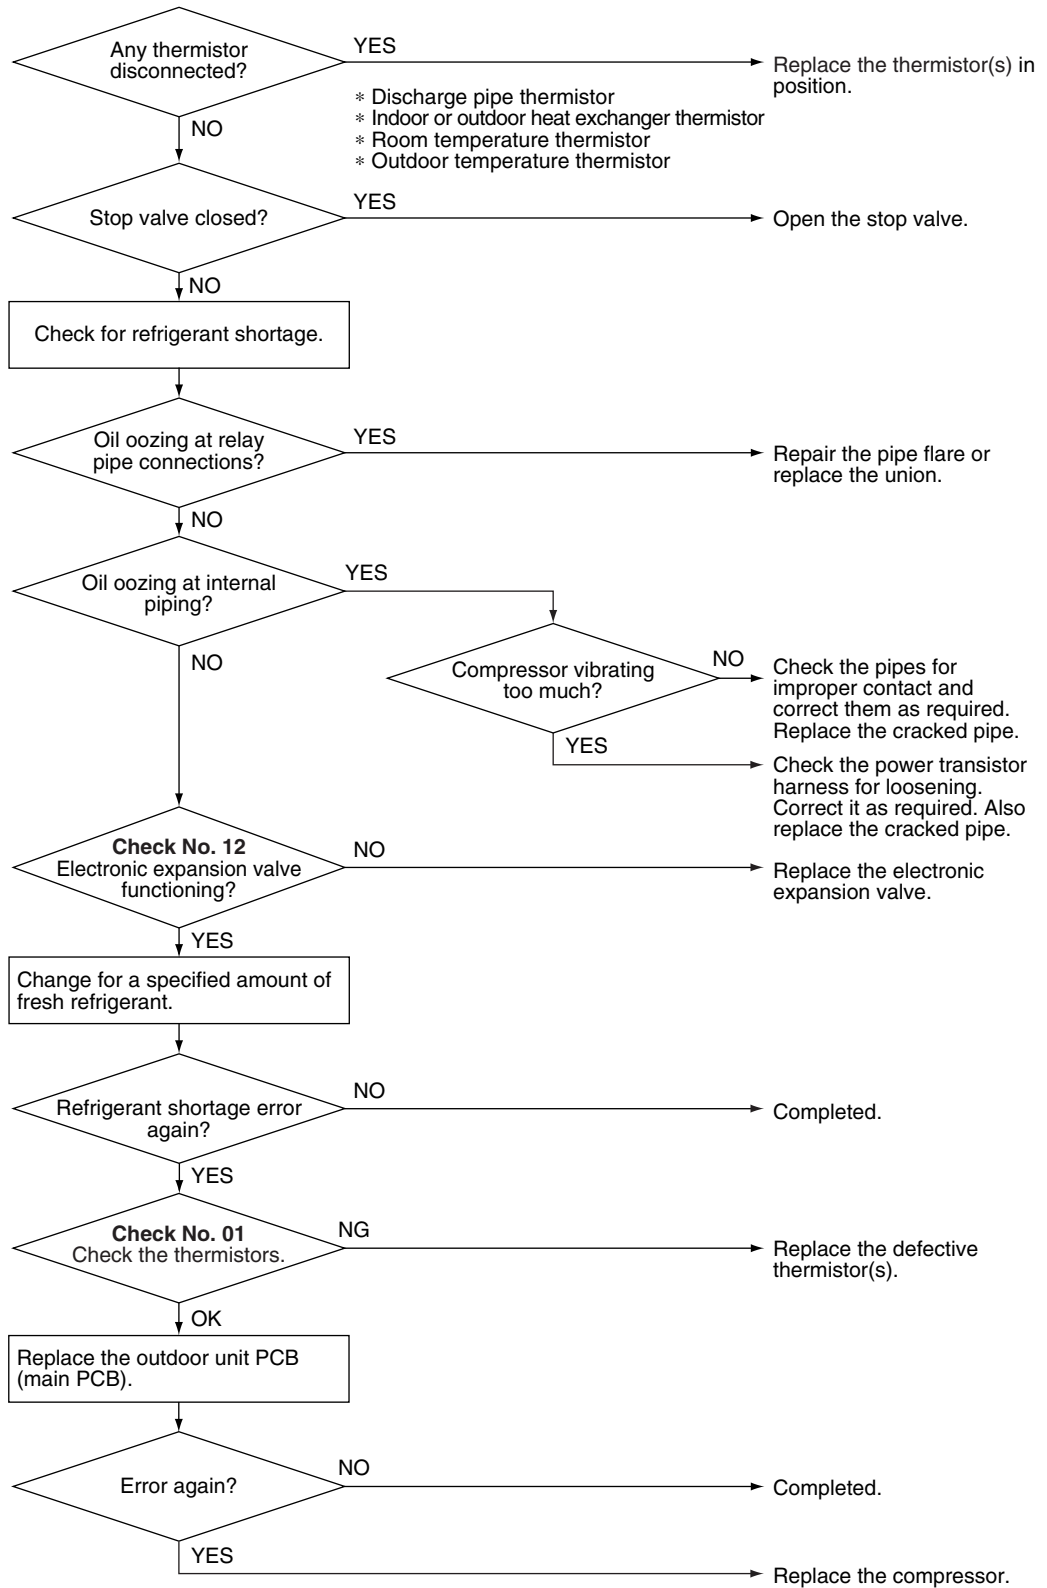 Any thermistor
disconnected?
YES
Replace the thermistor(s) in
position.
∗ Discharge pipe thermistor
∗ Indoor or outdoor heat exchanger thermistor
∗ Room temperature thermistor
∗ Outdoor temperature thermistor
NO
Stop valve closed?
YES
Open the stop valve.
NO
Check for refrigerant shortage.
Oil oozing at relay
pipe connections?
YES
Repair the pipe flare or
replace the union.
NO
Oil oozing at internal
piping?
YES
Compressor vibrating
too much?
NO
Check the pipes for
improper contact and
correct them as required.
Replace the cracked pipe.
YES
Check the power transistor
harness for loosening.
Correct it as required. Also
replace the cracked pipe.
NO
Check No. 12
Electronic expansion valve
functioning?
NO
Replace the electronic
expansion valve.
YES
Change for a specified amount of
fresh refrigerant.
Refrigerant shortage error
again?
NO
Completed.
YES
Check No. 01
Check the thermistors.
NG
Replace the defective
thermistor(s).
OK
Replace the outdoor unit PCB
(main PCB).
Error again?
NO
Completed.
YES
Replace the compressor.